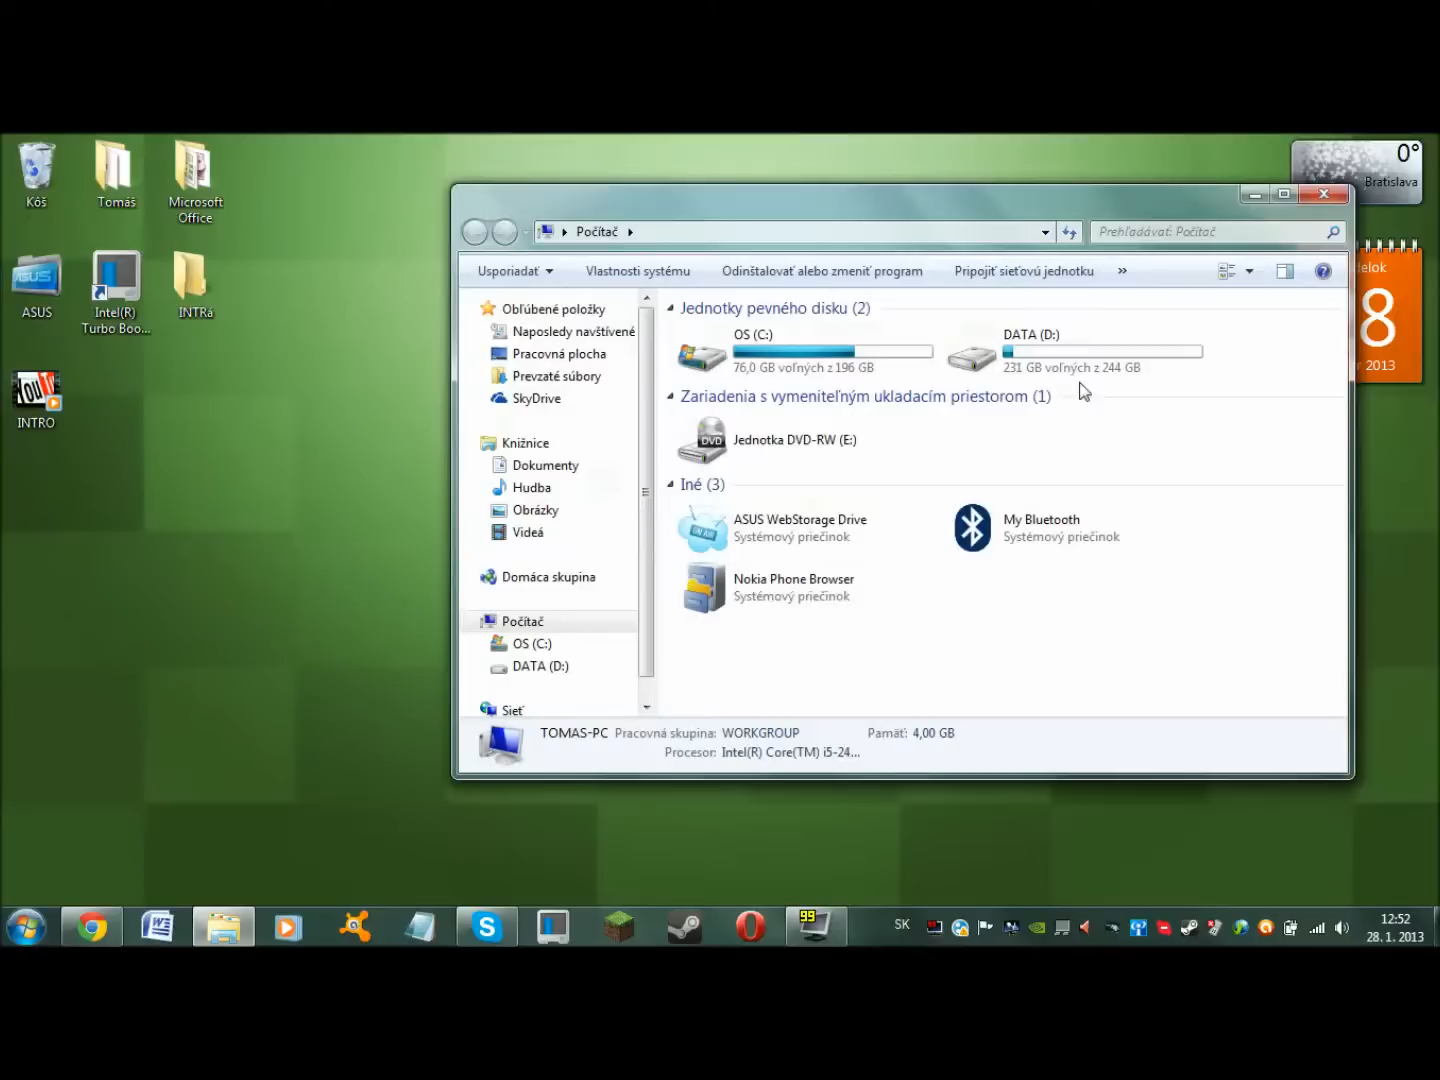 Kôš
Tomáš
Microsoft
Office
ASUS
ASUS
Intel(R)
Turbo Boo...
INTRá
INTRO
0°
Bratislava
8
2013
Počítač
Prehľadávať: Počítač
Usporiadať
Vlastnosti systému
Odinštalovať alebo zmeniť program
Pripojiť sieťovú jednotku
»
Obľúbené položky
Naposledy navštívené
Pracovná plocha
Prevzaté súbory
SkyDrive
Knižnice
Dokumenty
Hudba
Obrázky
Videá
Domáca skupina
Počítač
OS (C:)
DATA (D:)
Sieť
Jednotky pevného disku (2)
OS (C:)
76,0 GB voľných z 196 GB
DATA (D:)
231 GB voľných z 244 GB
Zariadenia s vymeniteľným ukladacím priestorom (1)
DVD
Jednotka DVD-RW (E:)
Iné (3)
ASUS WebStorage Drive
Systémový priečinok
My Bluetooth
Systémový priečinok
Nokia Phone Browser
Systémový priečinok
TOMAS-PC Pracovná skupina: WORKGROUP Pamäť: 4,00 GB
Procesor: Intel(R) Core(TM) i5-24...
99
SK
12:52
28. 1. 2013